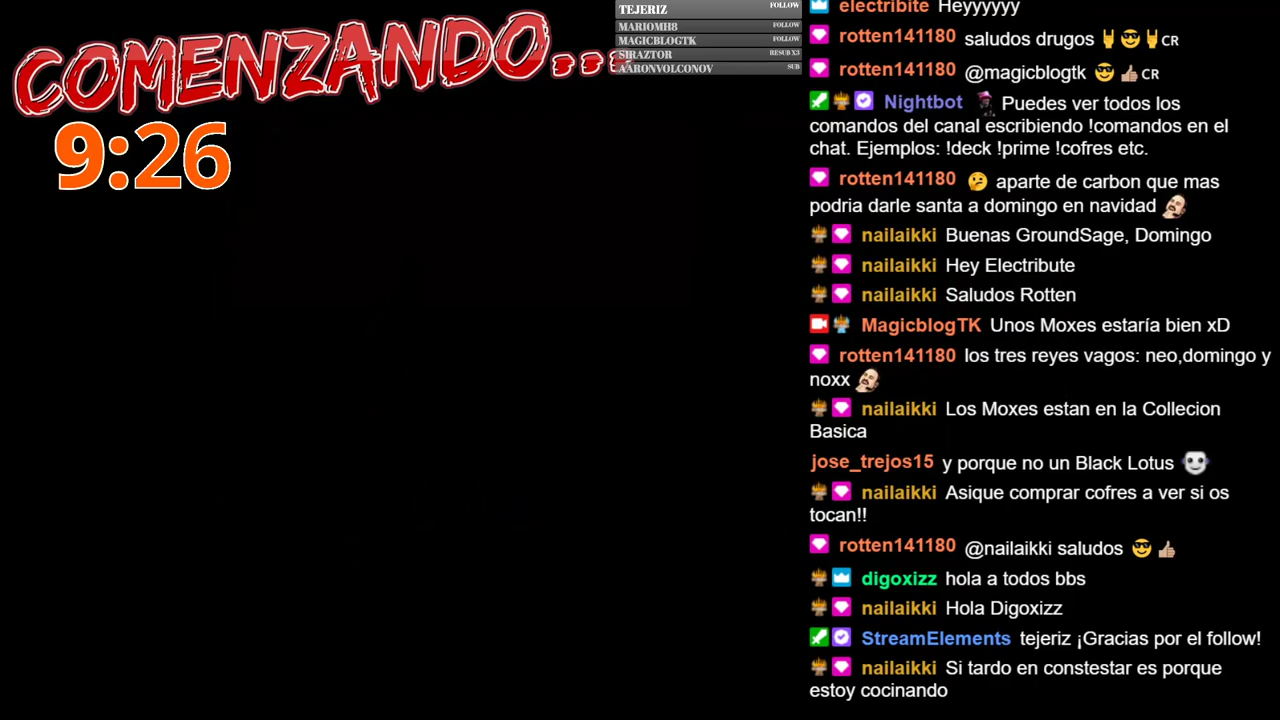 COMENZANDO...
9:26
TEJERIZ FOLLOW
MARIOMH8 FOLLOW
MAGICBLOGTK FOLLOW
SIRAZTOR RESUB X3
AARONVOLCONOV SUB
electribite Heyyyyyy
rotten141180 saludos drugos 🤘😎🤘CR
rotten141180 @magicblogtk 😎👍🏼CR
Nightbot Puedes ver todos los
comandos del canal escribiendo !comandos en el
chat. Ejemplos: !deck !prime !cofres etc.
rotten141180 🤔 aparte de carbon que mas
podria darle santa a domingo en navidad
nailaikki Buenas GroundSage, Domingo
nailaikki Hey Electribute
nailaikki Saludos Rotten
MagicblogTK Unos Moxes estaría bien xD
rotten141180 los tres reyes vagos: neo,domingo y
noxx
nailaikki Los Moxes estan en la Collecion
Basica
jose_trejos15 y porque no un Black Lotus
nailaikki Asique comprar cofres a ver si os
tocan!!
rotten141180 @nailaikki saludos 😎👍🏼
digoxizz hola a todos bbs
nailaikki Hola Digoxizz
StreamElements tejeriz ¡Gracias por el follow!
nailaikki Si tardo en constestar es porque
estoy cocinando